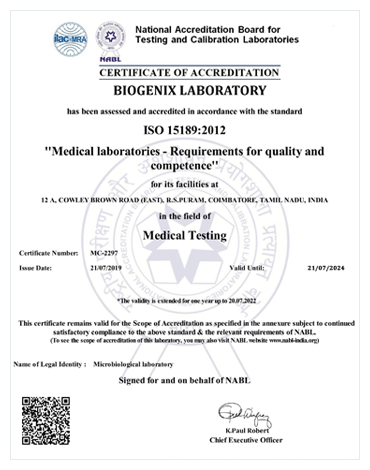 National Accreditation Board for
Testing and Calibration Laboratories
ilac-MRA
NABL
CERTIFICATE OF ACCREDITATION
BIOGENIX LABORATORY
has been assessed and accredited in accordance with the standard
ISO 15189:2012
"Medical laboratories - Requirements for quality and
competence"
for its facilities at
12 A, COWLEY BROWN ROAD (EAST), R.S.PURAM, COIMBATORE, TAMIL NADU, INDIA
in the field of
Medical Testing
Certificate Number: MC-2297
Issue Date: 21/07/2019 Valid Until: 21/07/2024
*The validity is extended for one year up to 20.07.2022
This certificate remains valid for the Scope of Accreditation as specified in the annexure subject to continued
satisfactory compliance to the above standard & the relevant requirements of NABL.
(To see the scope of accreditation of this laboratory, you may also visit NABL website www.nabl-india.org)
Name of Legal Identity : Microbiological laboratory
Signed for and on behalf of NABL
K.Paul Robert
Chief Executive Officer